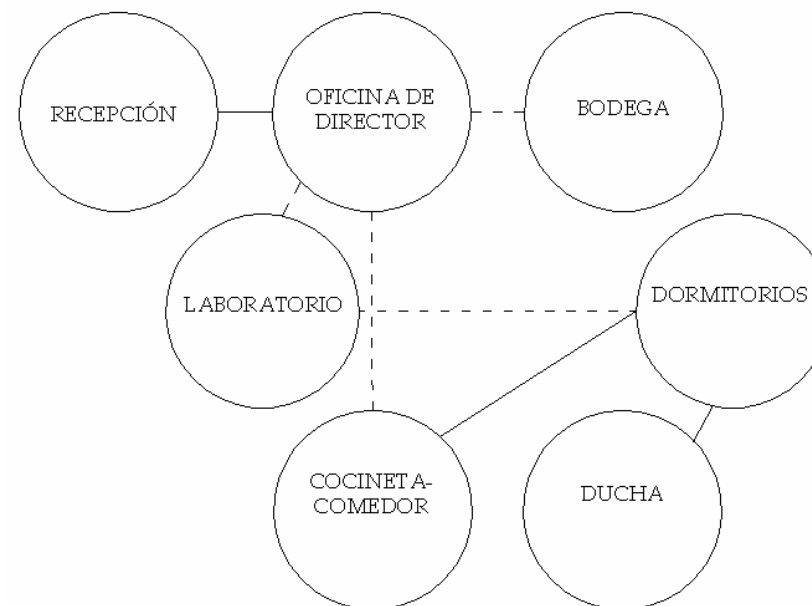 RECEPCIÓN
OFICINA DE
DIRECTOR
BODEGA
LABORATORIO
DORMITORIOS
COCINETA-
COMEDOR
DUCHA